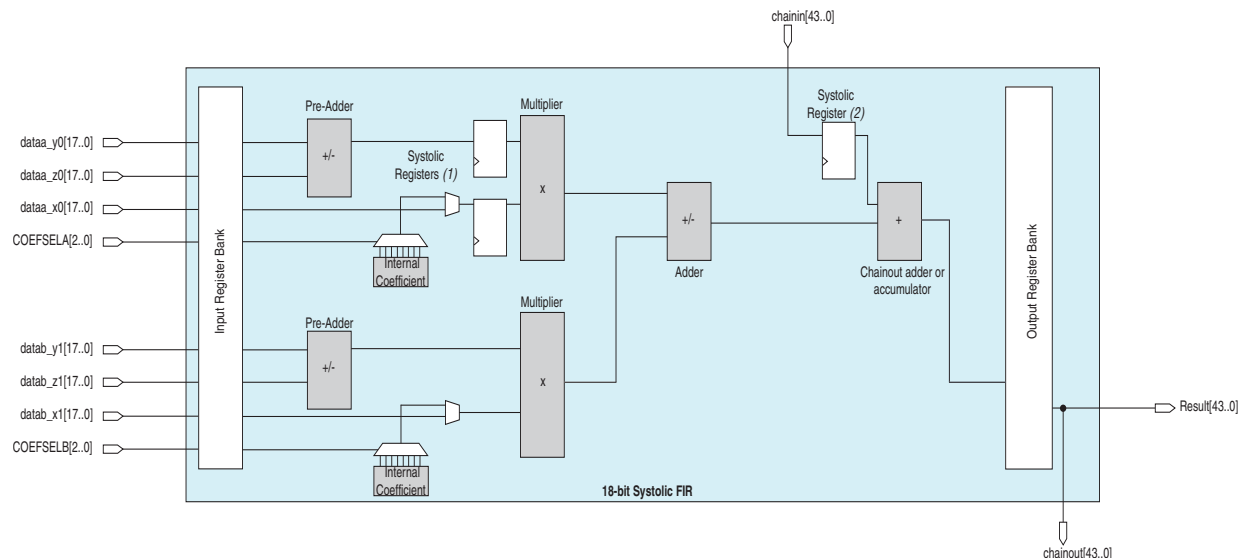 chainin[43..0]
Pre-Adder
Multiplier
Systolic
Register (2)
dataa_y0[17..0]
+/-
Systolic
Registers (1)
dataa_z0[17..0]
x
+/-
+
dataa_x0[17..0]
COEFSELA[2..0]
Internal
Coefficient
Adder
Chainout adder or
accumulator
Input Register Bank
Output Register Bank
Pre-Adder
Multiplier
datab_y1[17..0]
+/-
datab_z1[17..0]
x
datab_x1[17..0]
Result[43..0]
COEFSELB[2..0]
Internal
Coefficient
18-bit Systolic FIR
chainout[43..0]